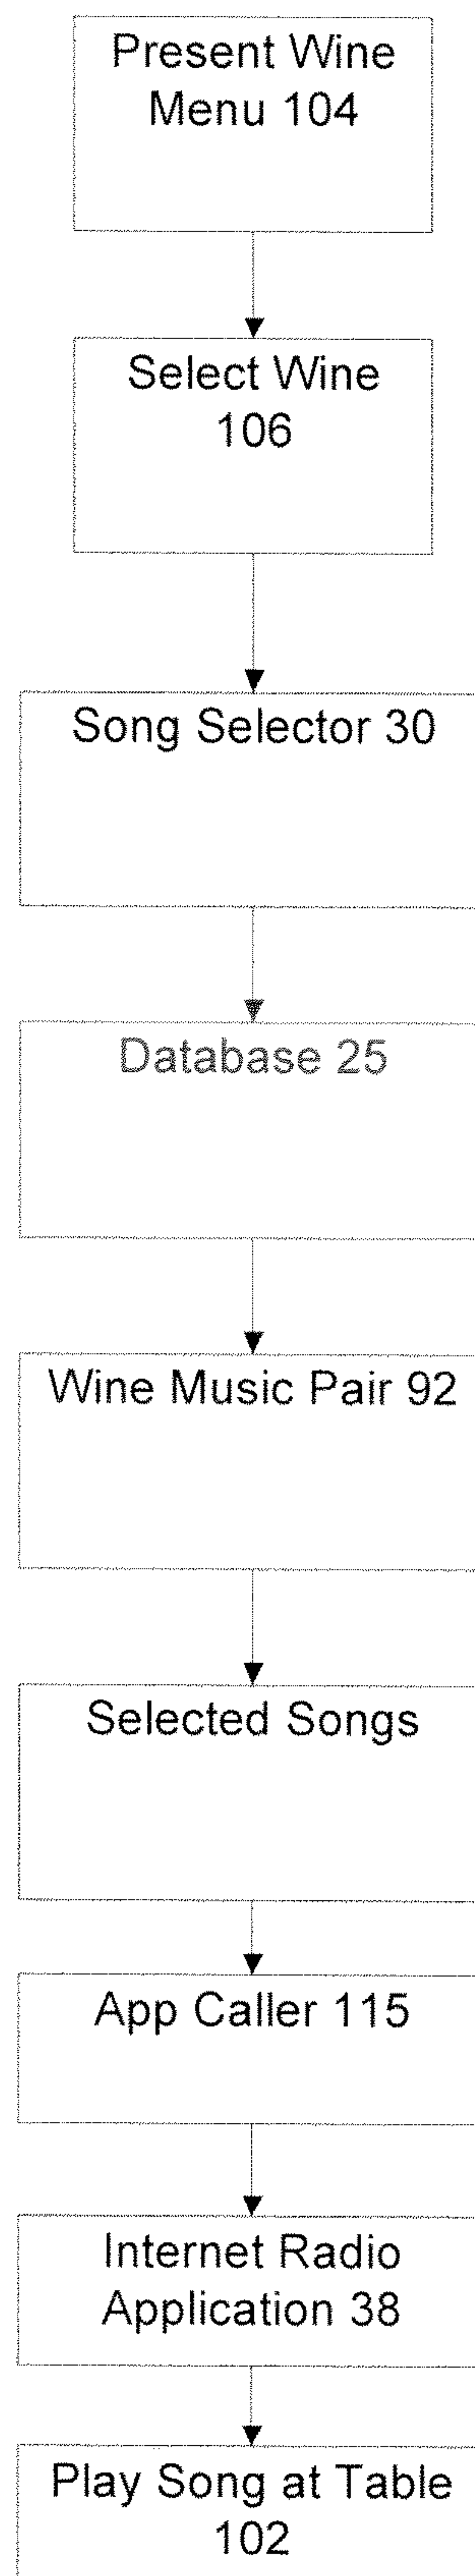 Present Wine
Menu 104
Select Wine
106
Song Selector 30
Database 25
Wine Music Pair 92
Selected Songs
App Caller 115
Internet Radio
Application 38
Play Song at Table
102